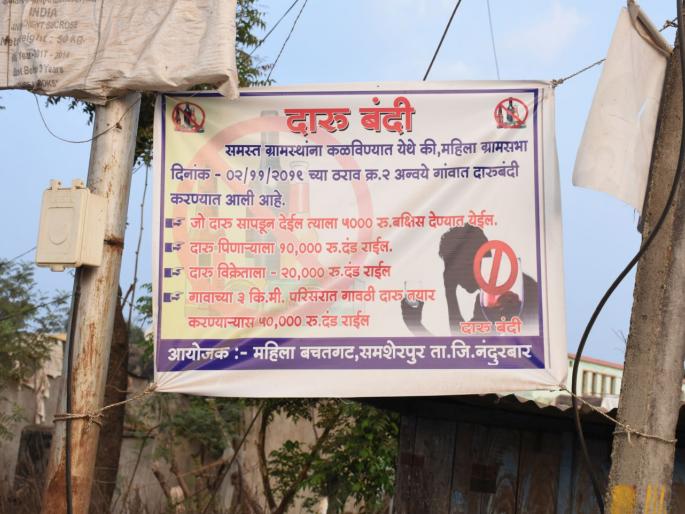 INDIA
दारु बंदी
समस्त ग्रामस्थांना कळविण्यात येथे की,महिला ग्रामसभा
दिनांक - ०२/११/२०१९ च्या ठराव क्र.२ अन्वये गांवात दारुबंदी
करण्यात आली आहे.
जो दारु सापडून देईल त्याला ५००० रु.बक्षिस देण्यात येईल.
दारु पिणाऱ्याला १०,००० रु.दंड राईल.
दारु विक्रेताला - २०,००० रु.दंड राईल
गावाच्या ३ कि.मी. परिसरात गावठी दारु तयार
करण्याऱ्यास ५०,००० रु.दंड राईल
दारु बंदी
आयोजक :- महिला बचतगट,समशेरपुर ता.जि.नंदुरबार